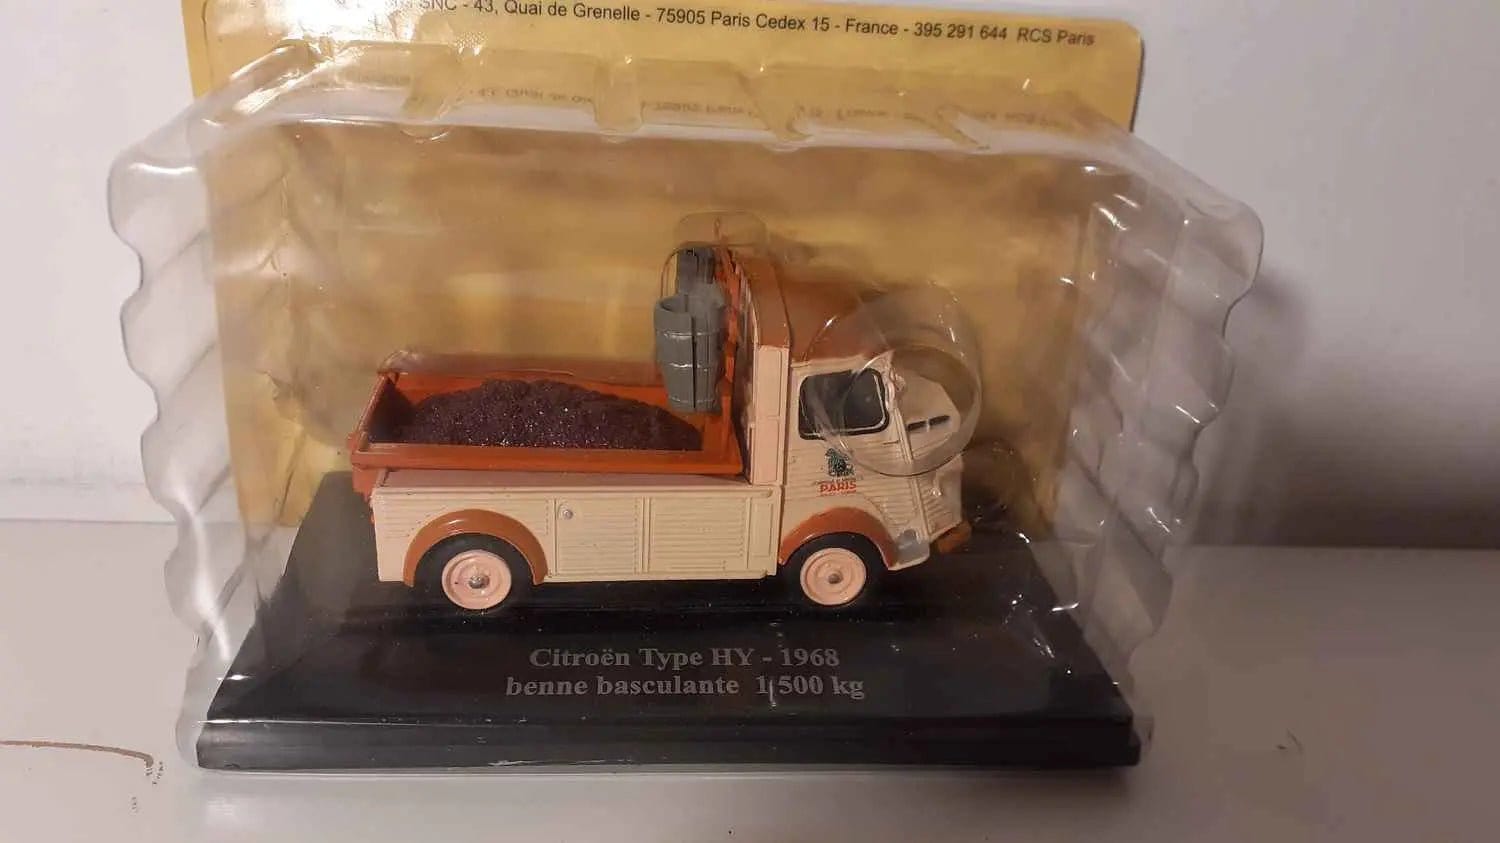 SNC - 43, Quai de Grenelle - 75905 Paris Cedex 15 - France - 395 291 644 RCS Paris
PARIS
Citroën Type HY - 1968
benne basculante 1 500 kg